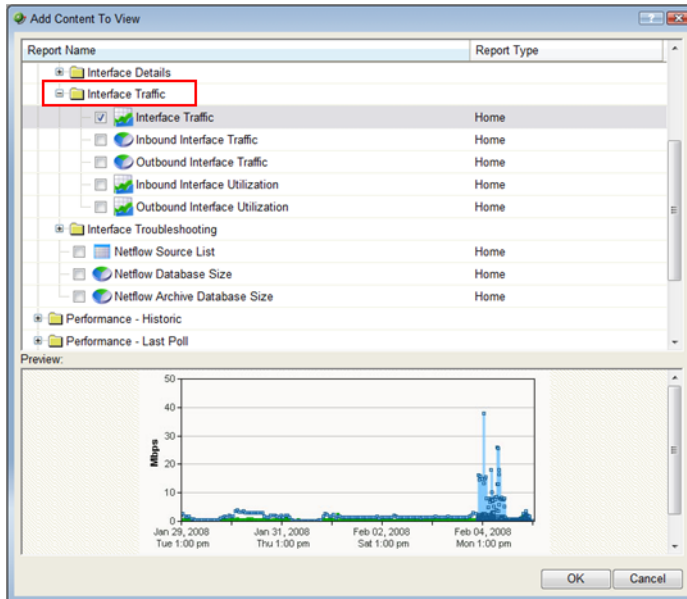 Add Content To View
Report Name Report Type
Interface Details
Interface Traffic
Interface Traffic Home
Inbound Interface Traffic Home
Outbound Interface Traffic Home
Inbound Interface Utilization Home
Outbound Interface Utilization Home
Interface Troubleshooting
Netflow Source List Home
Netflow Database Size Home
Netflow Archive Database Size Home
Performance - Historic
Performance - Last Poll
Preview:
50
40
30
20
10
0
Mbps
Jan 29, 2008 Jan 31, 2008 Feb 02, 2008 Feb 04, 2008
Tue 1:00 pm Thu 1:00 pm Sat 1:00 pm Mon 1:00 pm
OK Cancel